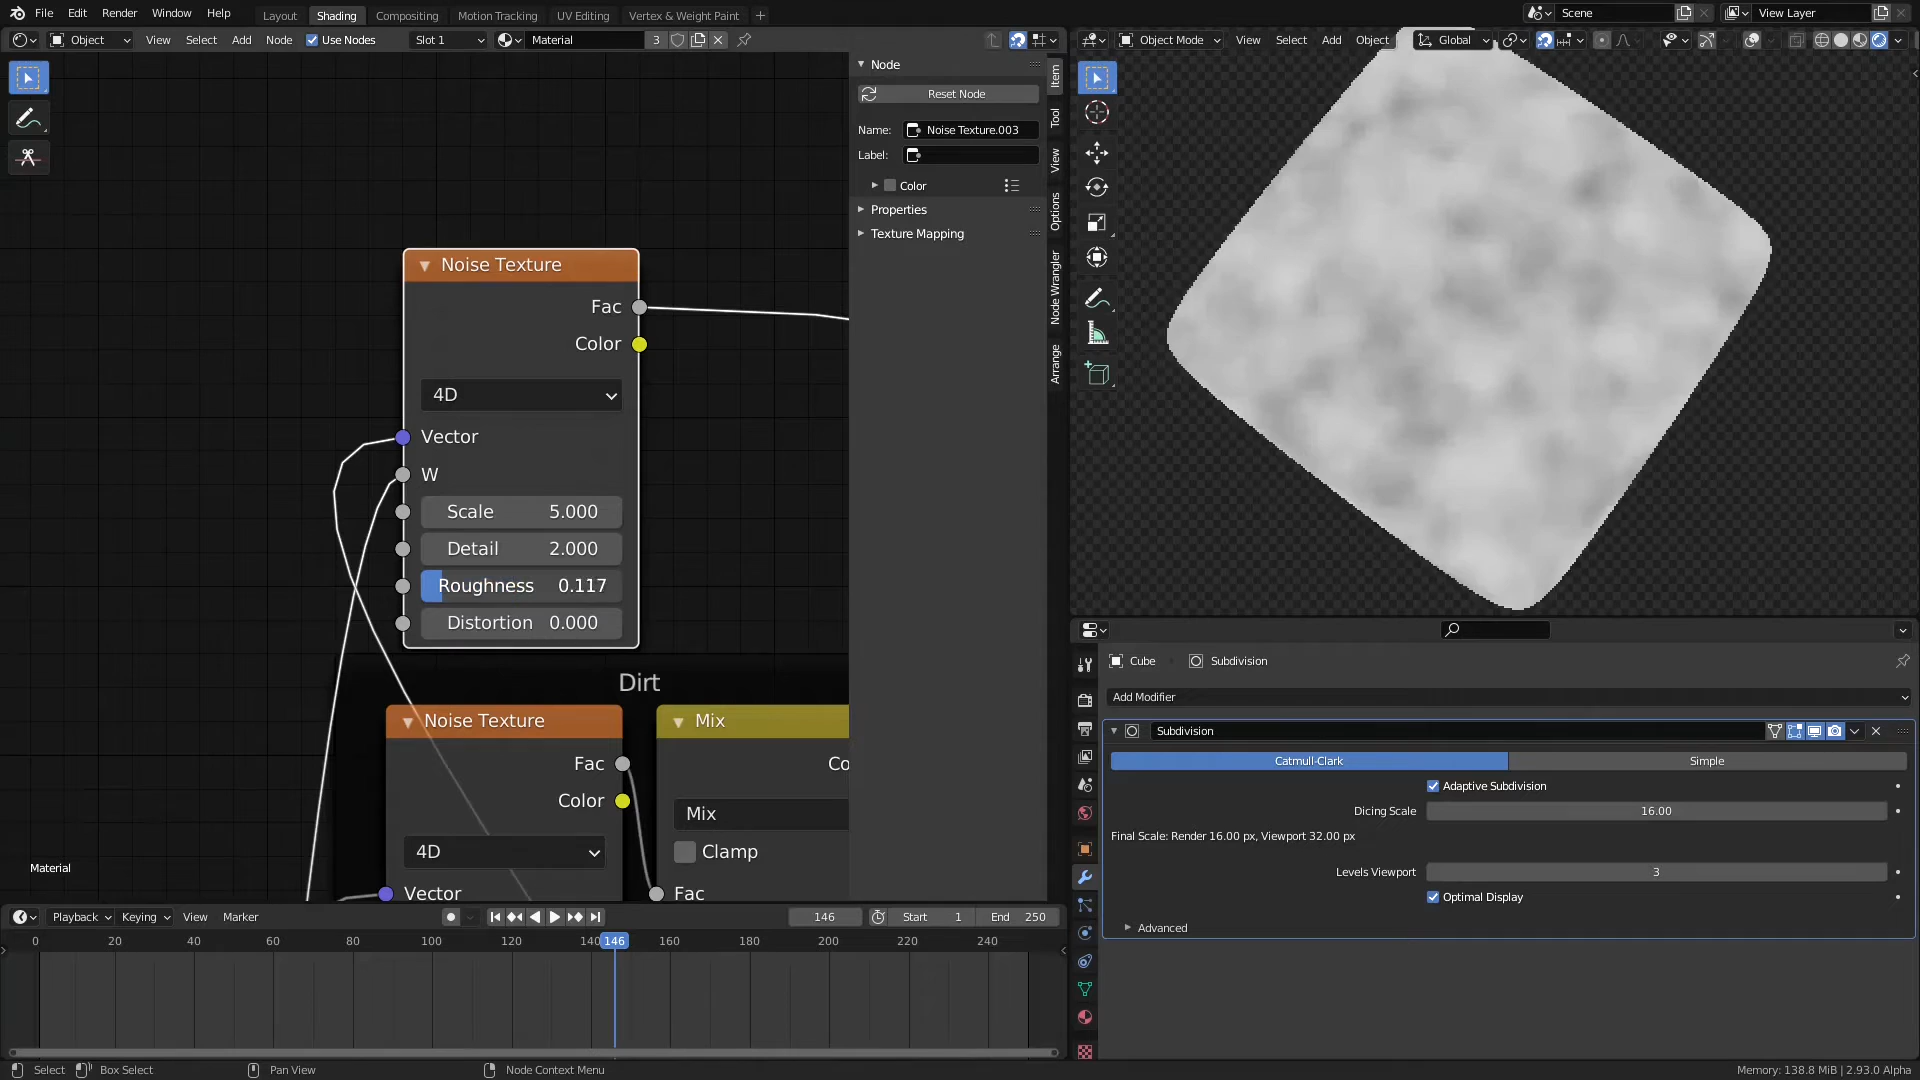 File Edit Render Window Help
Layout Shading Compositing Motion Tracking UV Editing Vertex & Weight Paint +
Scene
View Layer
Object View Select Add Node Use Nodes Slot 1 Material 3
Object Mode View Select Add Object Global
Node
Reset Node
Name: Noise Texture.003
Label:
Color
Properties
Texture Mapping
Item
Tool
View
Options
Node Wrangler
Arrange
Noise Texture
Fac
Color
4D
Vector
W
Scale 5.000
Detail 2.000
Roughness 0.117
Distortion 0.000
Dirt
Noise Texture
Fac
Color
4D
Vector
Mix
Co
Mix
Clamp
Fac
Material
Cube Subdivision
Add Modifier
Subdivision
Catmull-Clark Simple
Adaptive Subdivision
Dicing Scale 16.00
Final Scale: Render 16.00 px, Viewport 32.00 px
Levels Viewport 3
Optimal Display
Advanced
Playback Keying View Marker 146 Start 1 End 250
0 20 40 60 80 100 120 140 146 160 180 200 220 240
Select Box Select Pan View Node Context Menu Memory: 138.8 MiB | 2.93.0 Alpha